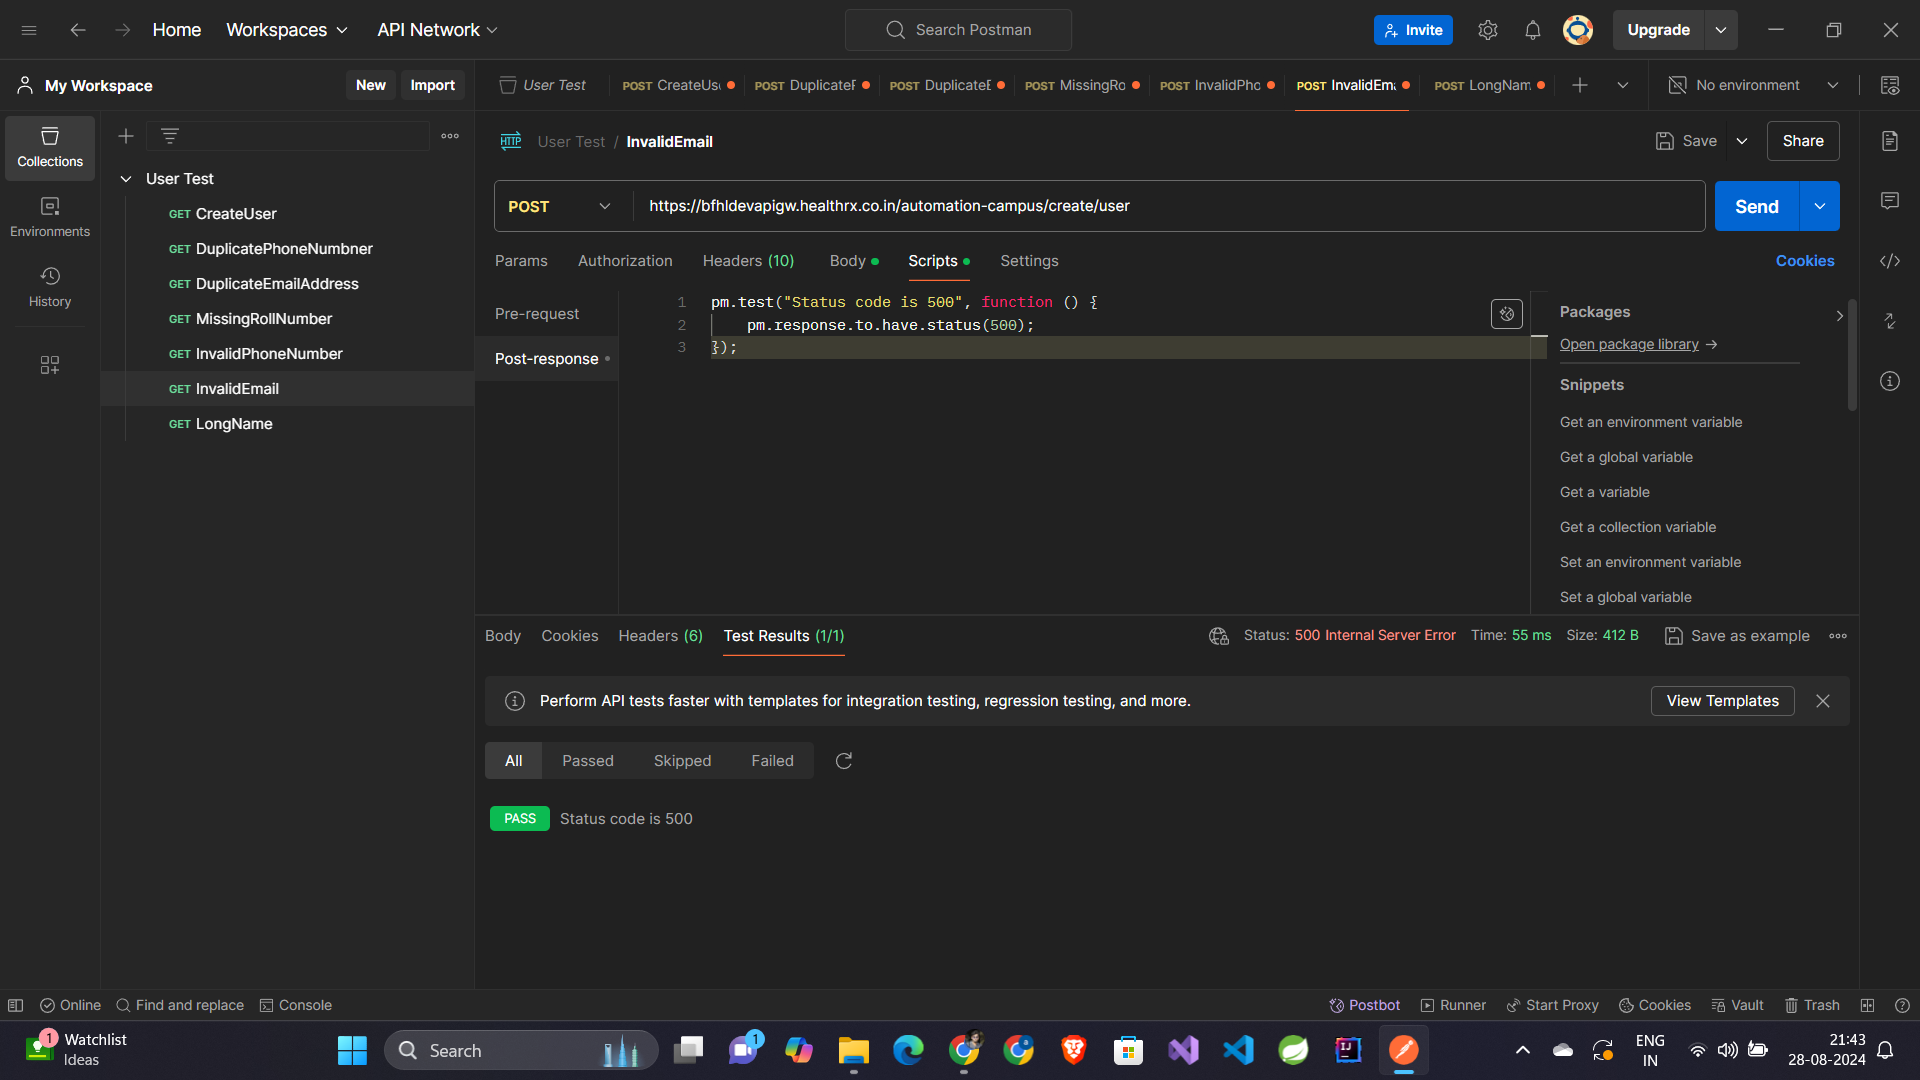 Home Workspaces API Network Search Postman Invite Upgrade
My Workspace New Import
User Test POST CreateUs POST DuplicateP POST DuplicateE POST MissingRo POST InvalidPho POST InvalidEma POST LongNam No environment
Collections
Environments
History
User Test
GET CreateUser
GET DuplicatePhoneNumbner
GET DuplicateEmailAddress
GET MissingRollNumber
GET InvalidPhoneNumber
GET InvalidEmail
GET LongName
HTTP User Test / InvalidEmail Save Share
POST https://bfhldevapigw.healthrx.co.in/automation-campus/create/user Send
Params Authorization Headers (10) Body Scripts Settings Cookies
Pre-request
Post-response
1 pm.test("Status code is 500", function () {
2 pm.response.to.have.status(500);
3 });
Packages
Open package library →
Snippets
Get an environment variable
Get a global variable
Get a variable
Get a collection variable
Set an environment variable
Set a global variable
Body Cookies Headers (6) Test Results (1/1) Status: 500 Internal Server Error Time: 55 ms Size: 412 B Save as example
Perform API tests faster with templates for integration testing, regression testing, and more. View Templates
All Passed Skipped Failed
PASS Status code is 500
Online Find and replace Console Postbot Runner Start Proxy Cookies Vault Trash
1 Watchlist
Ideas
Search
1
ENG
IN
21:43
28-08-2024